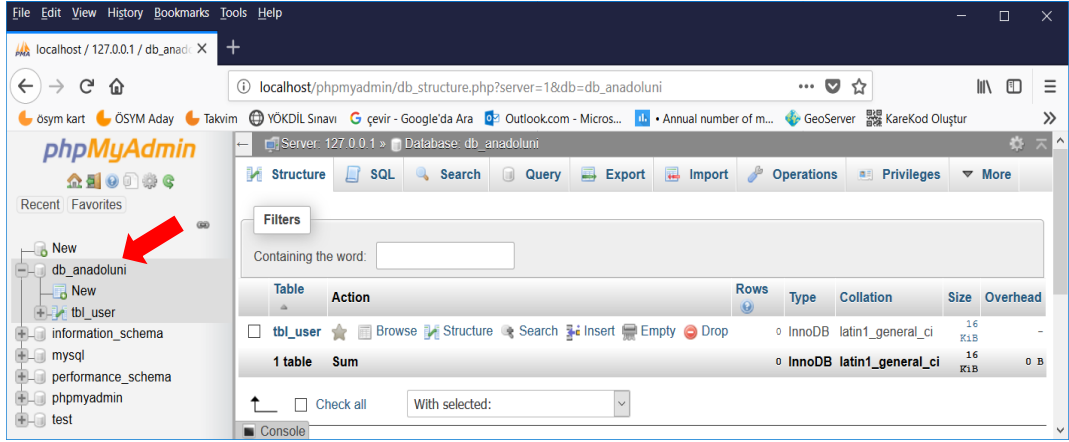 File Edit View History Bookmarks Tools Help
localhost / 127.0.0.1 / db_anado
localhost/phpmyadmin/db_structure.php?server=1&db=db_anadoluni
ösym kart ÖSYM Aday Takvim YÖKDİL Sınavı çevir - Google'da Ara Outlook.com - Micros... • Annual number of m... GeoServer KareKod Oluştur
phpMyAdmin
Recent Favorites
New
db_anadoluni
New
tbl_user
information_schema
mysql
performance_schema
phpmyadmin
test
Server: 127.0.0.1 » Database: db_anadoluni
Structure SQL Search Query Export Import Operations Privileges More
Filters
Containing the word:
Table Action Rows Type Collation Size Overhead
tbl_user Browse Structure Search Insert Empty Drop 0 InnoDB latin1_general_ci 16 KiB -
1 table Sum 0 InnoDB latin1_general_ci 16 KiB 0 B
Check all With selected:
Console